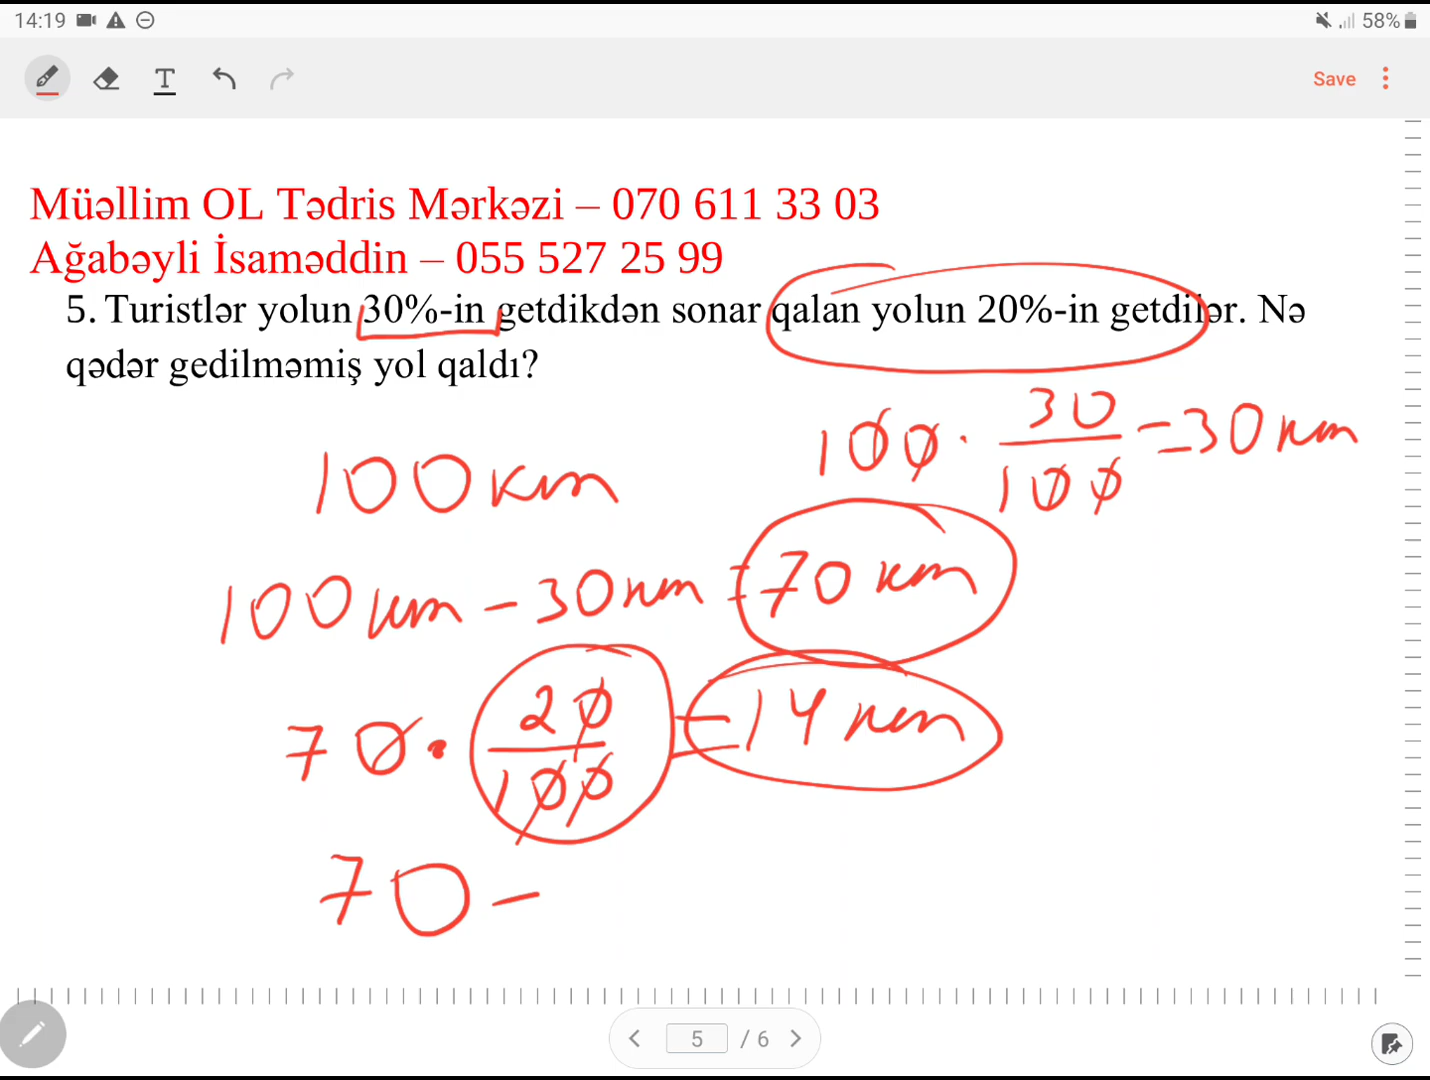 14:19
58%
T
Save
Müəllim OL Tədris Mərkəzi – 070 611 33 03
Ağabəyli İsaməddin – 055 527 25 99
5. Turistlər yolun 30%-in getdikdən sonar qalan yolun 20%-in getdilər. Nə
qədər gedilməmiş yol qaldı?
100 · 30/100 = 30 km
100 km
100 km – 30 km = 70 km
70 · 20/100 = 14 km
70 –
5 / 6